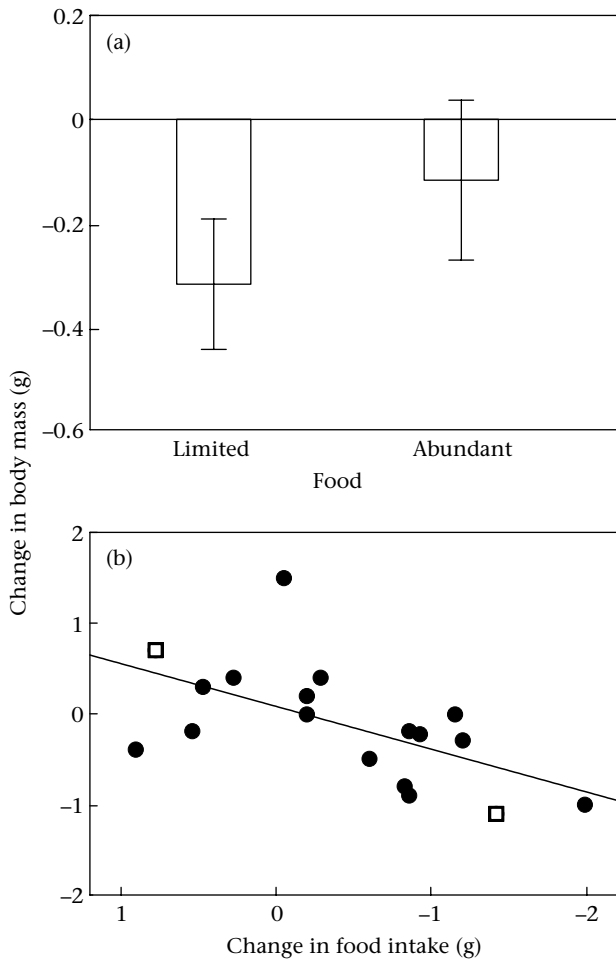 Change in body mass (g)
(a)
0.2
0
–0.2
–0.4
–0.6
Limited
Abundant
Food
(b)
2
1
0
–1
–2
1
0
–1
–2
Change in food intake (g)